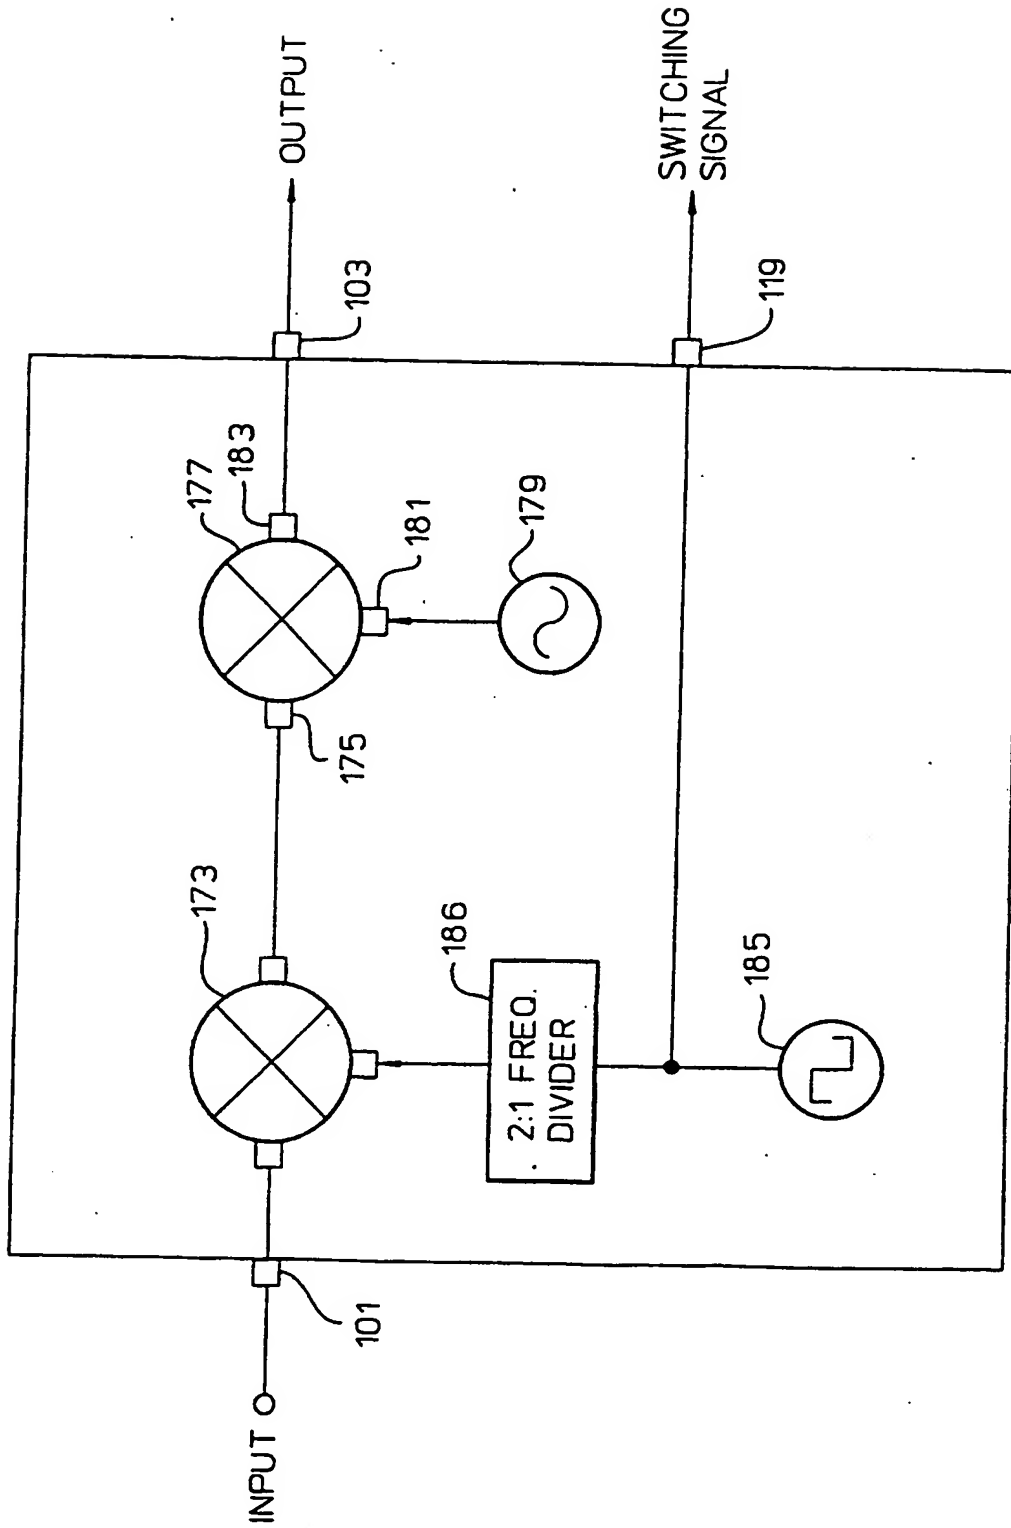 INPUT
101
173
175
177
183
181
179
103
OUTPUT
186
2:1 FREQ.
DIVIDER
185
119
SWITCHING
SIGNAL